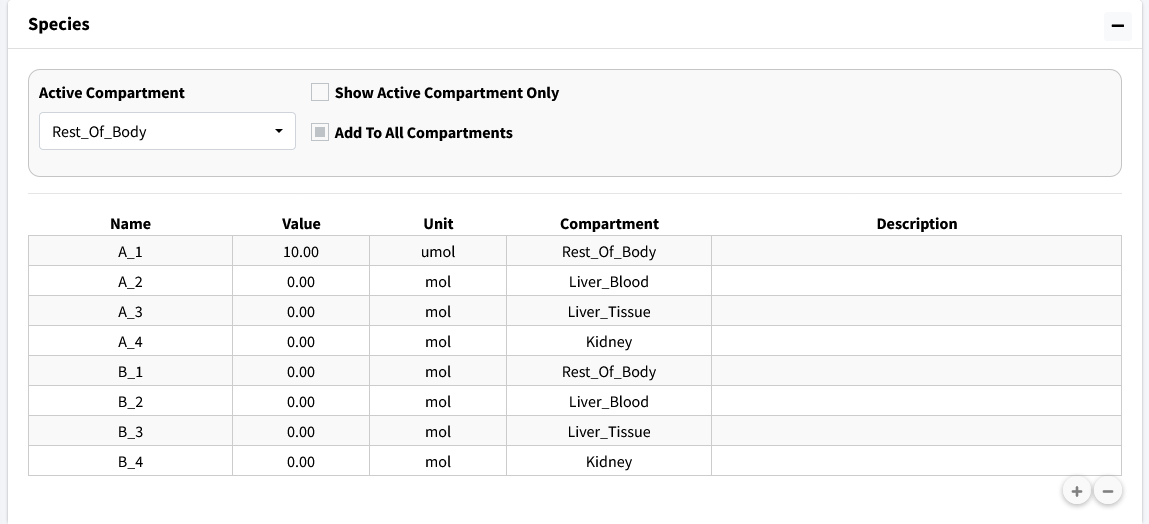 Species
Active Compartment
Show Active Compartment Only
Rest_Of_Body
Add To All Compartments
Name Value Unit Compartment Description
A_1 10.00 umol Rest_Of_Body
A_2 0.00 mol Liver_Blood
A_3 0.00 mol Liver_Tissue
A_4 0.00 mol Kidney
B_1 0.00 mol Rest_Of_Body
B_2 0.00 mol Liver_Blood
B_3 0.00 mol Liver_Tissue
B_4 0.00 mol Kidney